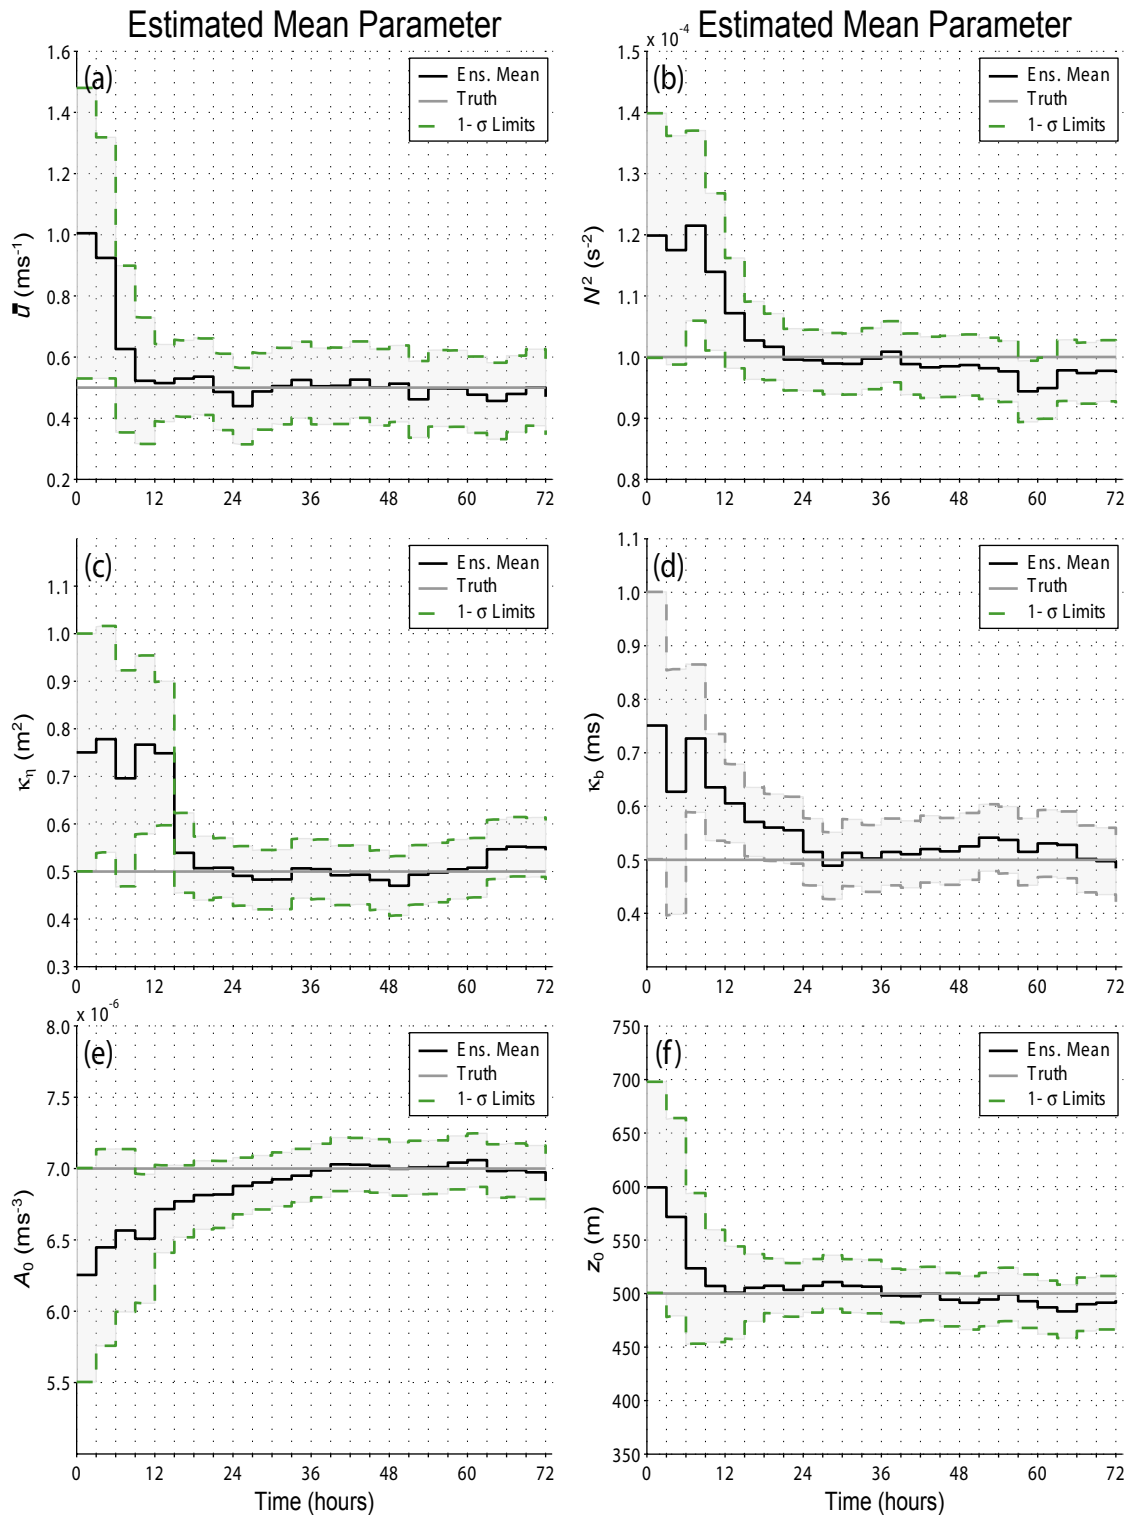 Estimated Mean Parameter
Estimated Mean Parameter
(a)
1.6
1.4
1.2
1.0
0.8
0.6
0.4
0.2
ū (ms⁻¹)
Ens. Mean
Truth
1- σ Limits
0 12 24 36 48 60 72
(b)
x 10⁻⁴
1.5
1.4
1.3
1.2
1.1
1.0
0.9
0.8
N² (s⁻²)
Ens. Mean
Truth
1- σ Limits
0 12 24 36 48 60 72
(c)
1.1
1.0
0.9
0.8
0.7
0.6
0.5
0.4
0.3
κ_η (m²)
Ens. Mean
Truth
1- σ Limits
0 12 24 36 48 60 72
(d)
1.1
1.0
0.9
0.8
0.7
0.6
0.5
0.4
κ_b (ms)
Ens. Mean
Truth
1- σ Limits
0 12 24 36 48 60 72
(e)
x 10⁻⁶
8.0
7.5
7.0
6.5
6.0
5.5
A₀ (ms⁻³)
Ens. Mean
Truth
1- σ Limits
0 12 24 36 48 60 72
Time (hours)
(f)
750
700
650
600
550
500
450
400
350
z₀ (m)
Ens. Mean
Truth
1- σ Limits
0 12 24 36 48 60 72
Time (hours)